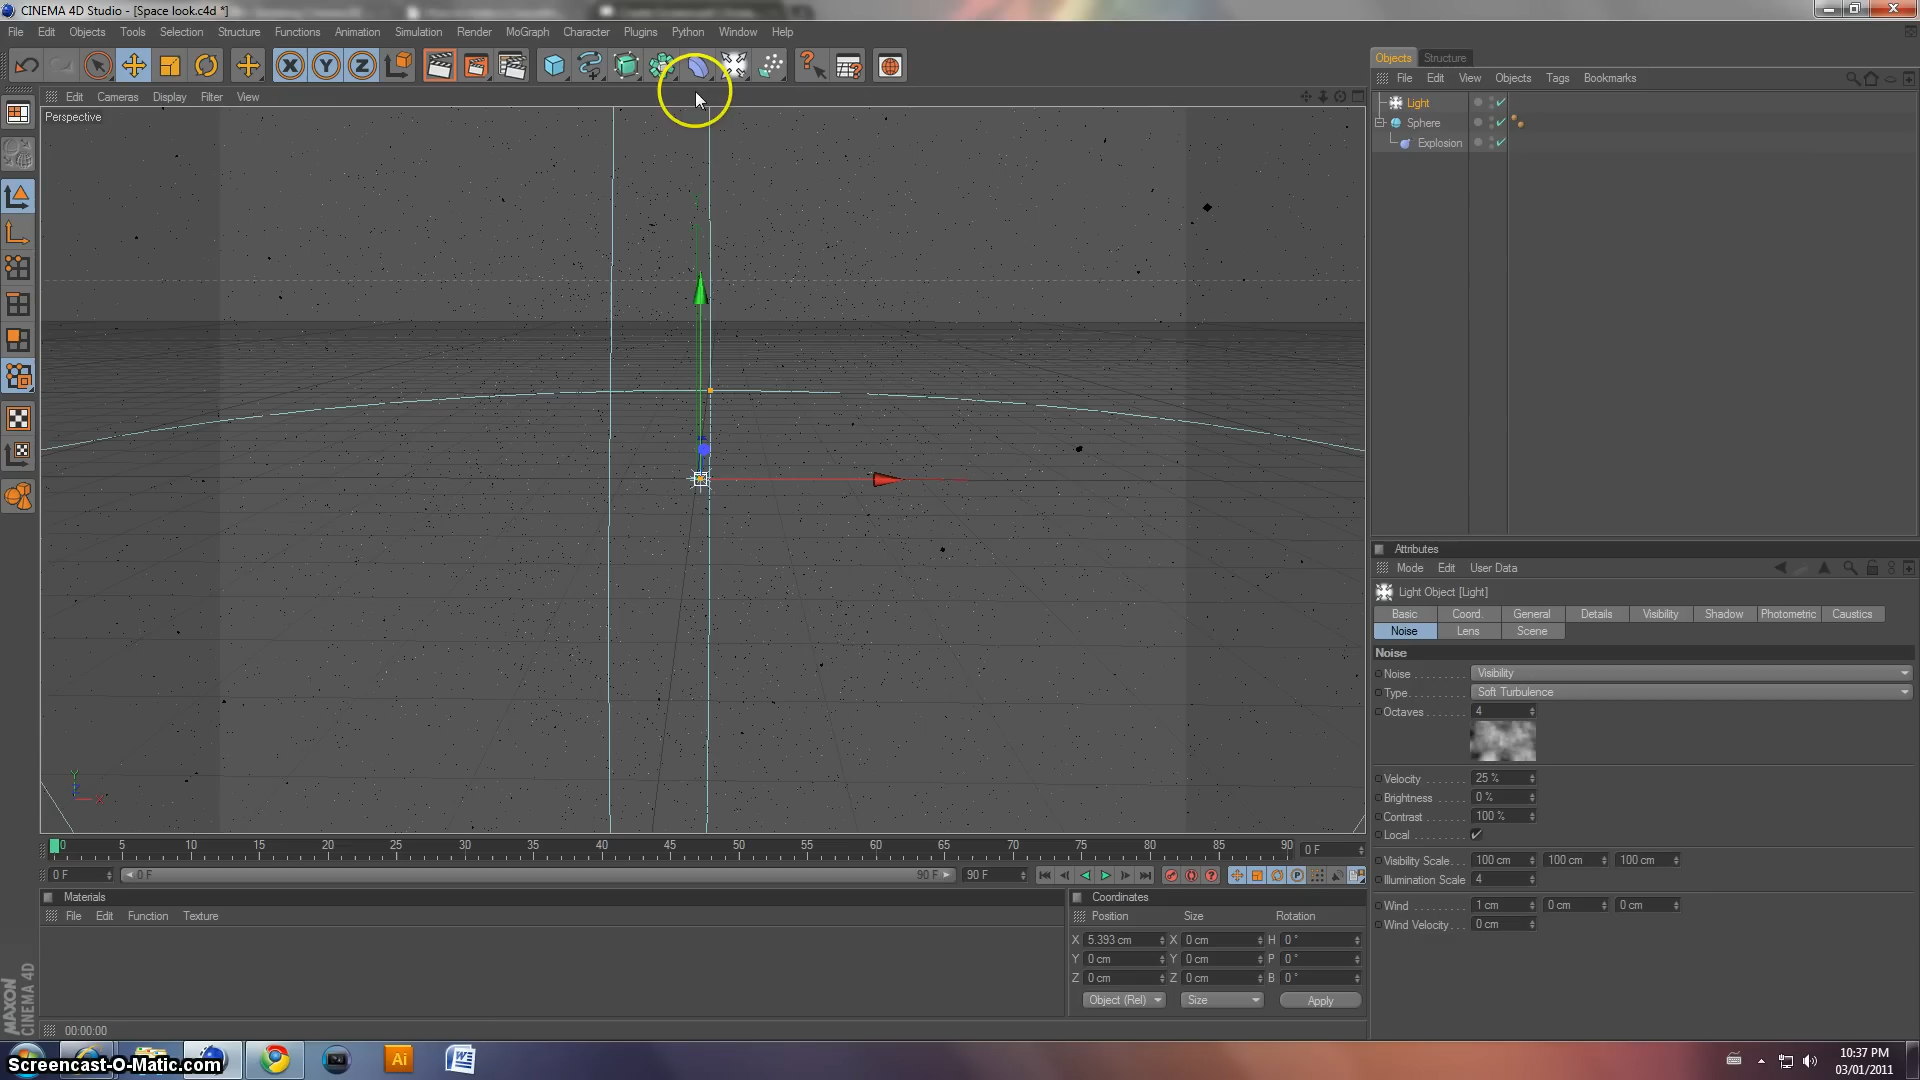 CINEMA 4D Studio - [Space look.c4d *]
File Edit Objects Tools Selection Structure Functions Animation Simulation Render MoGraph Character Plugins Python Window Help
Edit Cameras Display Filter View
Perspective
X Y Z
Y
X
0 5 10 15 20 25 30 35 40 45 50 55 60 65 70 75 80 85 90 0 F
0 F 0 F 90 F 90 F
Materials
File Edit Function Texture
Coordinates
Position Size Rotation
X 5.393 cm X 0 cm H 0 °
Y 0 cm Y 0 cm P 0 °
Z 0 cm Z 0 cm B 0 °
Object (Rel) Size Apply
MAXON
CINEMA 4D
00:00:00
Objects Structure
File Edit View Objects Tags Bookmarks
Light
Sphere
Explosion
Attributes
Mode Edit User Data
Light Object [Light]
Basic Coord. General Details Visibility Shadow Photometric Caustics
Noise Lens Scene
Noise
Noise . . . . . . . . Visibility
Type. . . . . . . . . Soft Turbulence
Octaves . . . . . . . 4
Velocity . . . . . . 25 %
Brightness . . . . . 0 %
Contrast . . . . . . 100 %
Local . . . . . . . .
Visibility Scale. . . 100 cm 100 cm 100 cm
Illumination Scale 4
Wind . . . . . . . . 1 cm 0 cm 0 cm
Wind Velocity. . . 0 cm
Screencast-O-Matic.com
Ai
W
10:37 PM
03/01/2011